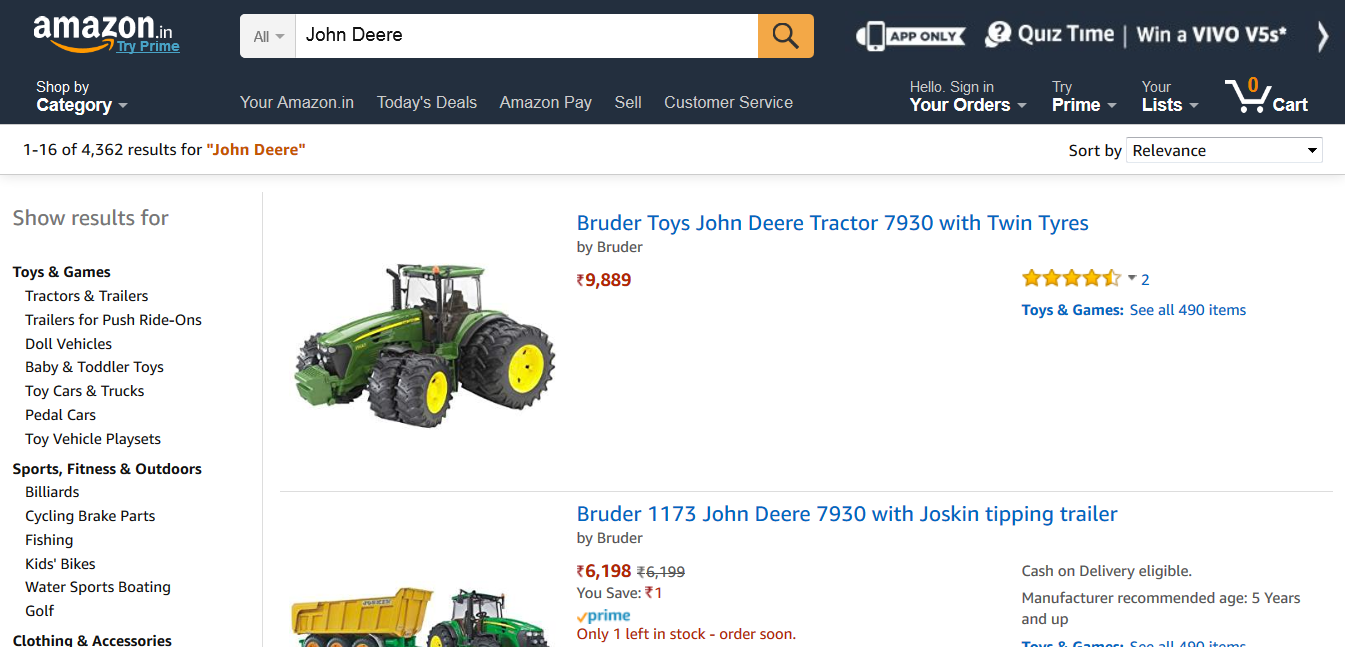 amazon.in
Try Prime
All
John Deere
APP ONLY
Quiz Time | Win a VIVO V5s*
Shop by
Category
Your Amazon.in
Today's Deals
Amazon Pay
Sell
Customer Service
Hello. Sign in
Your Orders
Try
Prime
Your
Lists
0
Cart
1-16 of 4,362 results for "John Deere"
Sort by Relevance
Show results for
Toys & Games
Tractors & Trailers
Trailers for Push Ride-Ons
Doll Vehicles
Baby & Toddler Toys
Toy Cars & Trucks
Pedal Cars
Toy Vehicle Playsets
Sports, Fitness & Outdoors
Billiards
Cycling Brake Parts
Fishing
Kids' Bikes
Water Sports Boating
Golf
Clothing & Accessories
Bruder Toys John Deere Tractor 7930 with Twin Tyres
by Bruder
₹9,889
2
Toys & Games: See all 490 items
Bruder 1173 John Deere 7930 with Joskin tipping trailer
by Bruder
₹6,198 ₹6,199
You Save: ₹1
prime
Only 1 left in stock - order soon.
Cash on Delivery eligible.
Manufacturer recommended age: 5 Years
and up
Toys & Games: See all 490 items
JOSKIN